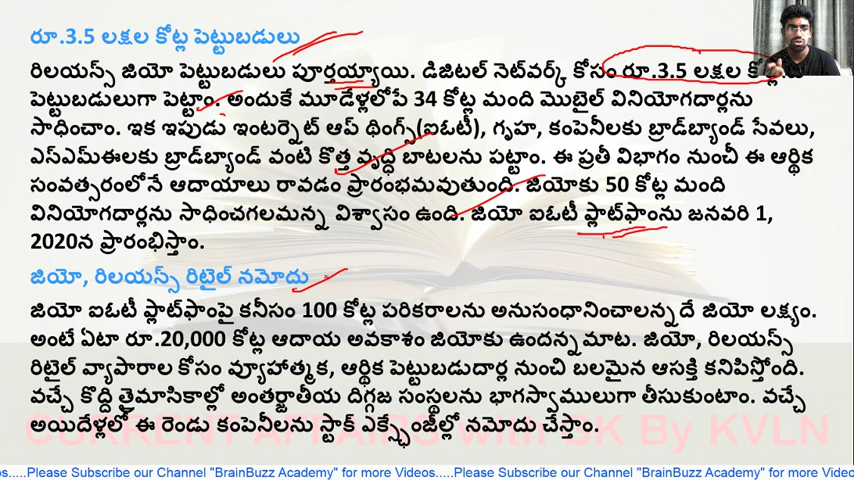 రూ.3.5 లక్షల కోట్ల పెట్టుబడులు
రిలయన్స్ జియో పెట్టుబడులు పూర్తయ్యాయి. డిజిటల్ నెట్‌వర్క్ కోసం రూ.3.5 లక్షల
పెట్టుబడులుగా పెట్టాం. అందుకే మూడేళ్లలోపే 34 కోట్ల మంది మొబైల్ వినియోగదార్లను
సాధించాం. ఇక ఇపుడు ఇంటర్నెట్ ఆప్ థింగ్స్(ఐఓటీ), గృహ, కంపెనీలకు బ్రాడ్‌బ్యాండ్ సేవలు,
ఎస్ఎమ్ఈలకు బ్రాడ్‌బ్యాండ్ వంటి కొత్త వృద్ధి బాటలను పట్టాం. ఈ ప్రతీ విభాగం నుంచీ ఈ ఆర్థిక
సంవత్సరంలోనే ఆదాయాలు రావడం ప్రారంభమవుతుంది. జియోకు 50 కోట్ల మంది
వినియోగదార్లను సాధించగలమన్న విశ్వాసం ఉంది. జియో ఐఓటీ ప్లాట్‌ఫాంను జనవరి 1,
2020న ప్రారంభిస్తాం.
జియో, రిలయన్స్ రిటైల్ నమోదు
జియో ఐఓటీ ప్లాట్‌ఫాంపై కనీసం 100 కోట్ల పరికరాలను అనుసంధానించాలన్నదే జియో లక్ష్యం.
అంటే ఏటా రూ.20,000 కోట్ల ఆదాయ అవకాశం జియోకు ఉందన్నమాట. జియో, రిలయన్స్
రిటైల్ వ్యాపారాల కోసం వ్యూహాత్మక, ఆర్థిక పెట్టుబడుదార్ల నుంచి బలమైన ఆసక్తి కనిపిస్తోంది.
వచ్చే కొద్ది త్రైమాసికాల్లో అంతర్జాతీయ దిగ్గజ సంస్థలను భాగస్వాములుగా తీసుకుంటాం. వచ్చే
అయిదేళ్లలో ఈ రెండు కంపెనీలను స్టాక్ ఎక్స్ఛేంజీల్లో నమోదు చేస్తాం.
CURRENT AFFAIRS with SK By KVLN
os.....Please Subscribe our Channel "BrainBuzz Academy" for more Videos.....Please Subscribe our Channel "BrainBuzz Academy" for more Videos